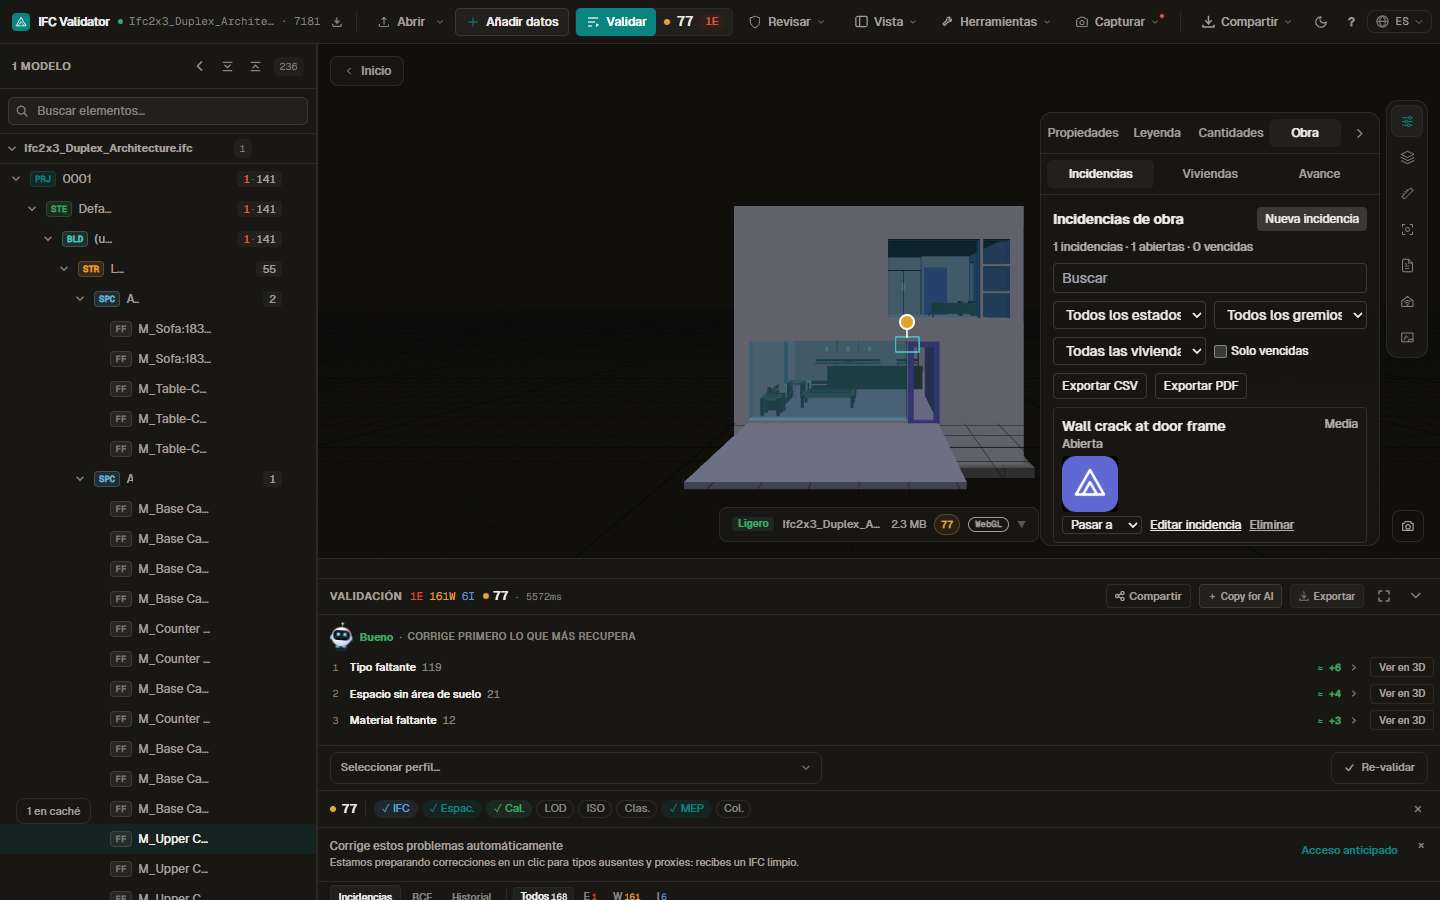 IFC Validator Ifc2x3_Duplex_Archite… · 7181 Abrir Añadir datos Validar 77 1E Revisar Vista Herramientas Capturar Compartir ? ES
1 MODELO 236
Buscar elementos…
Ifc2x3_Duplex_Architecture.ifc 1
PRJ 0001 1·141
STE Defa… 1·141
BLD (u… 1·141
STR L… 55
SPC A… 2
FF M_Sofa:183…
FF M_Sofa:183…
FF M_Table-C…
FF M_Table-C…
FF M_Table-C…
SPC A 1
FF M_Base Ca…
FF M_Base Ca…
FF M_Base Ca…
FF M_Base Ca…
FF M_Counter …
FF M_Counter …
FF M_Base Ca…
FF M_Counter …
FF M_Base Ca…
FF M_Base Ca…
FF M_Base Ca…
1 en caché
FF M_Upper C…
FF M_Upper C…
FF M_Upper C…
Inicio
Propiedades Leyenda Cantidades Obra
Incidencias Viviendas Avance
Incidencias de obra Nueva incidencia
1 incidencias · 1 abiertas · 0 vencidas
Buscar
Todos los estados Todos los gremios
Todas las vivienda Solo vencidas
Exportar CSV Exportar PDF
Wall crack at door frame Media
Abierta
Pasar a Editar incidencia Eliminar
Ligero Ifc2x3_Duplex_A… 2.3 MB 77 WebGL
VALIDACIÓN 1E 161W 6I 77 · 5572ms Compartir Copy for AI Exportar
Bueno · CORRIGE PRIMERO LO QUE MÁS RECUPERA
1 Tipo faltante 119 ≈ +6 Ver en 3D
2 Espacio sin área de suelo 21 ≈ +4 Ver en 3D
3 Material faltante 12 ≈ +3 Ver en 3D
Seleccionar perfil… Re-validar
77 ✓ IFC ✓ Espac. ✓ Cal. LOD ISO Clas. ✓ MEP Col. ×
Corrige estos problemas automáticamente
Estamos preparando correcciones en un clic para tipos ausentes y proxies: recibes un IFC limpio. Acceso anticipado ×
Incidencias BCF Historial Todos 168 E 1 W 161 I 6